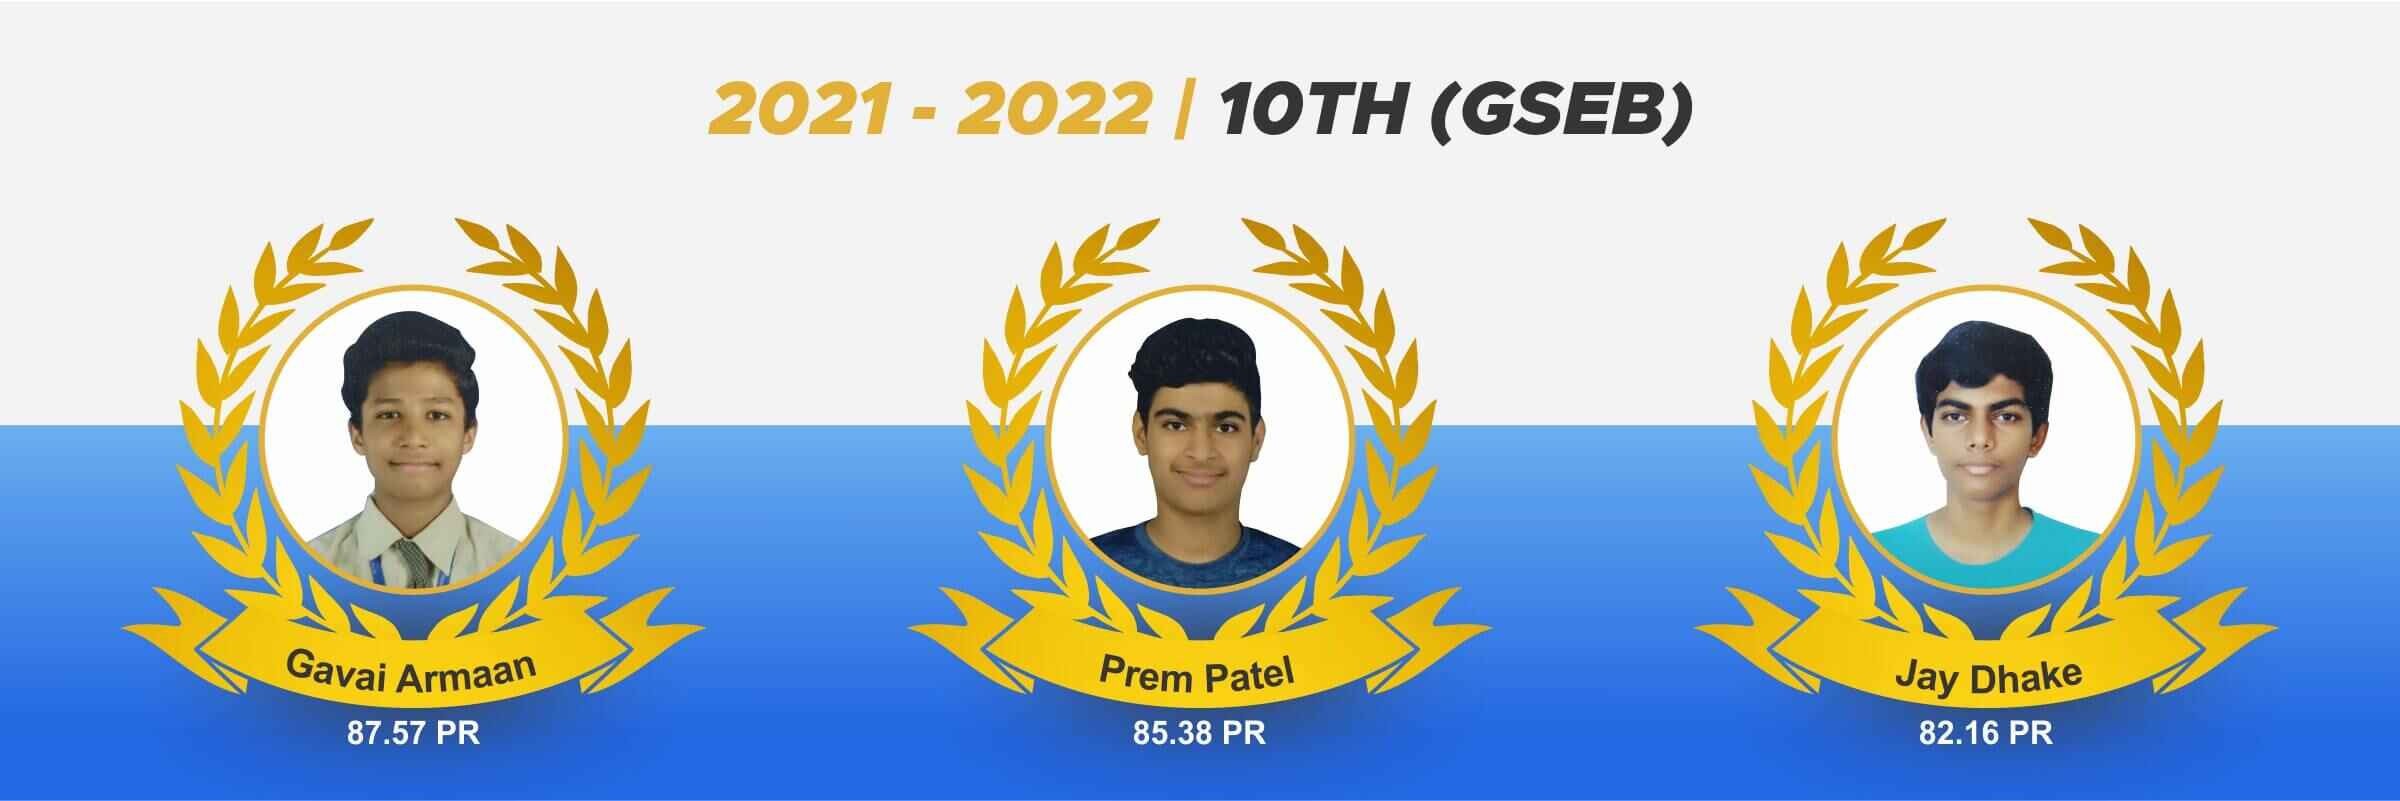 2021 - 2022 | 10TH (GSEB)
Gavai Armaan
87.57 PR
Prem Patel
85.38 PR
Jay Dhake
82.16 PR